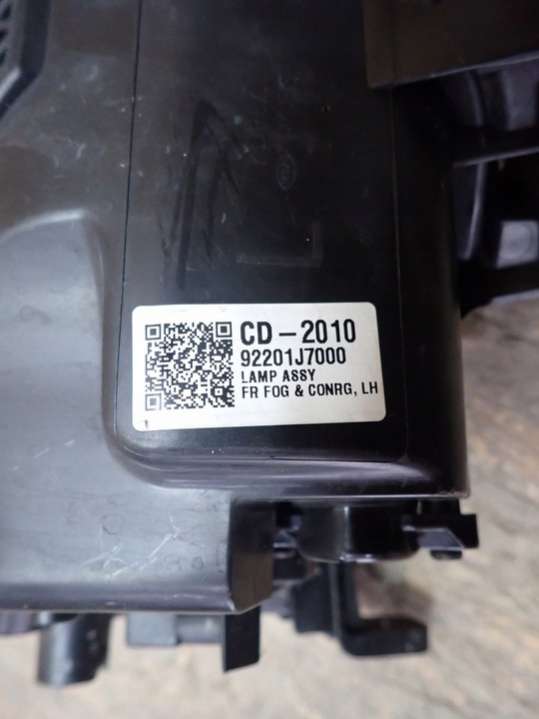 CD-2010
92201J7000
LAMP ASSY
FR FOG & CONRG, LH